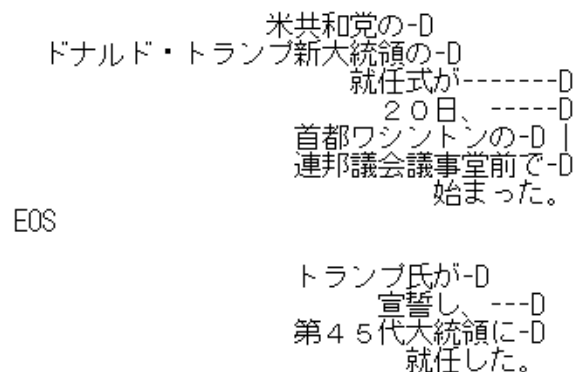 米共和党の-D
ドナルド・トランプ新大統領の-D
就任式が-------D
２０日、-----D
首都ワシントンの-D |
連邦議会議事堂前で-D
始まった。
EOS
トランプ氏が-D
宣誓し、---D
第４５代大統領に-D
就任した。